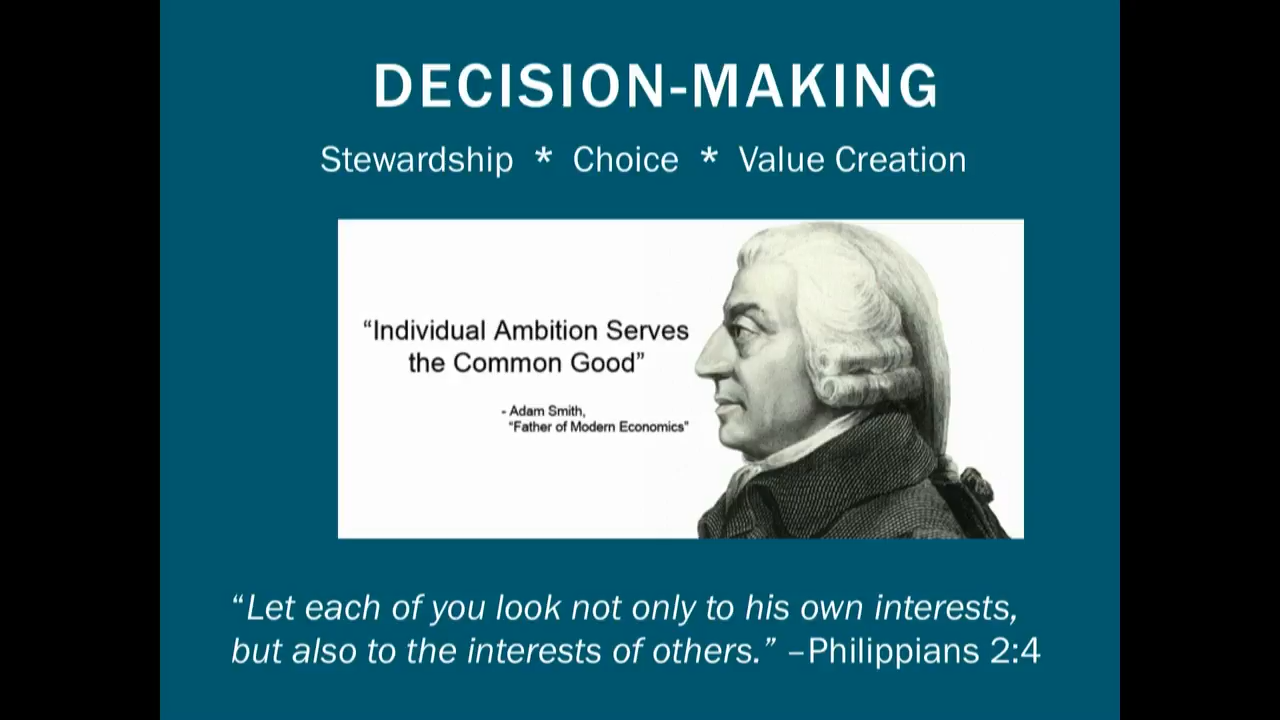 DECISION-MAKING
Stewardship * Choice * Value Creation
“Individual Ambition Serves
the Common Good”
- Adam Smith,
“Father of Modern Economics”
“Let each of you look not only to his own interests,
but also to the interests of others.” –Philippians 2:4